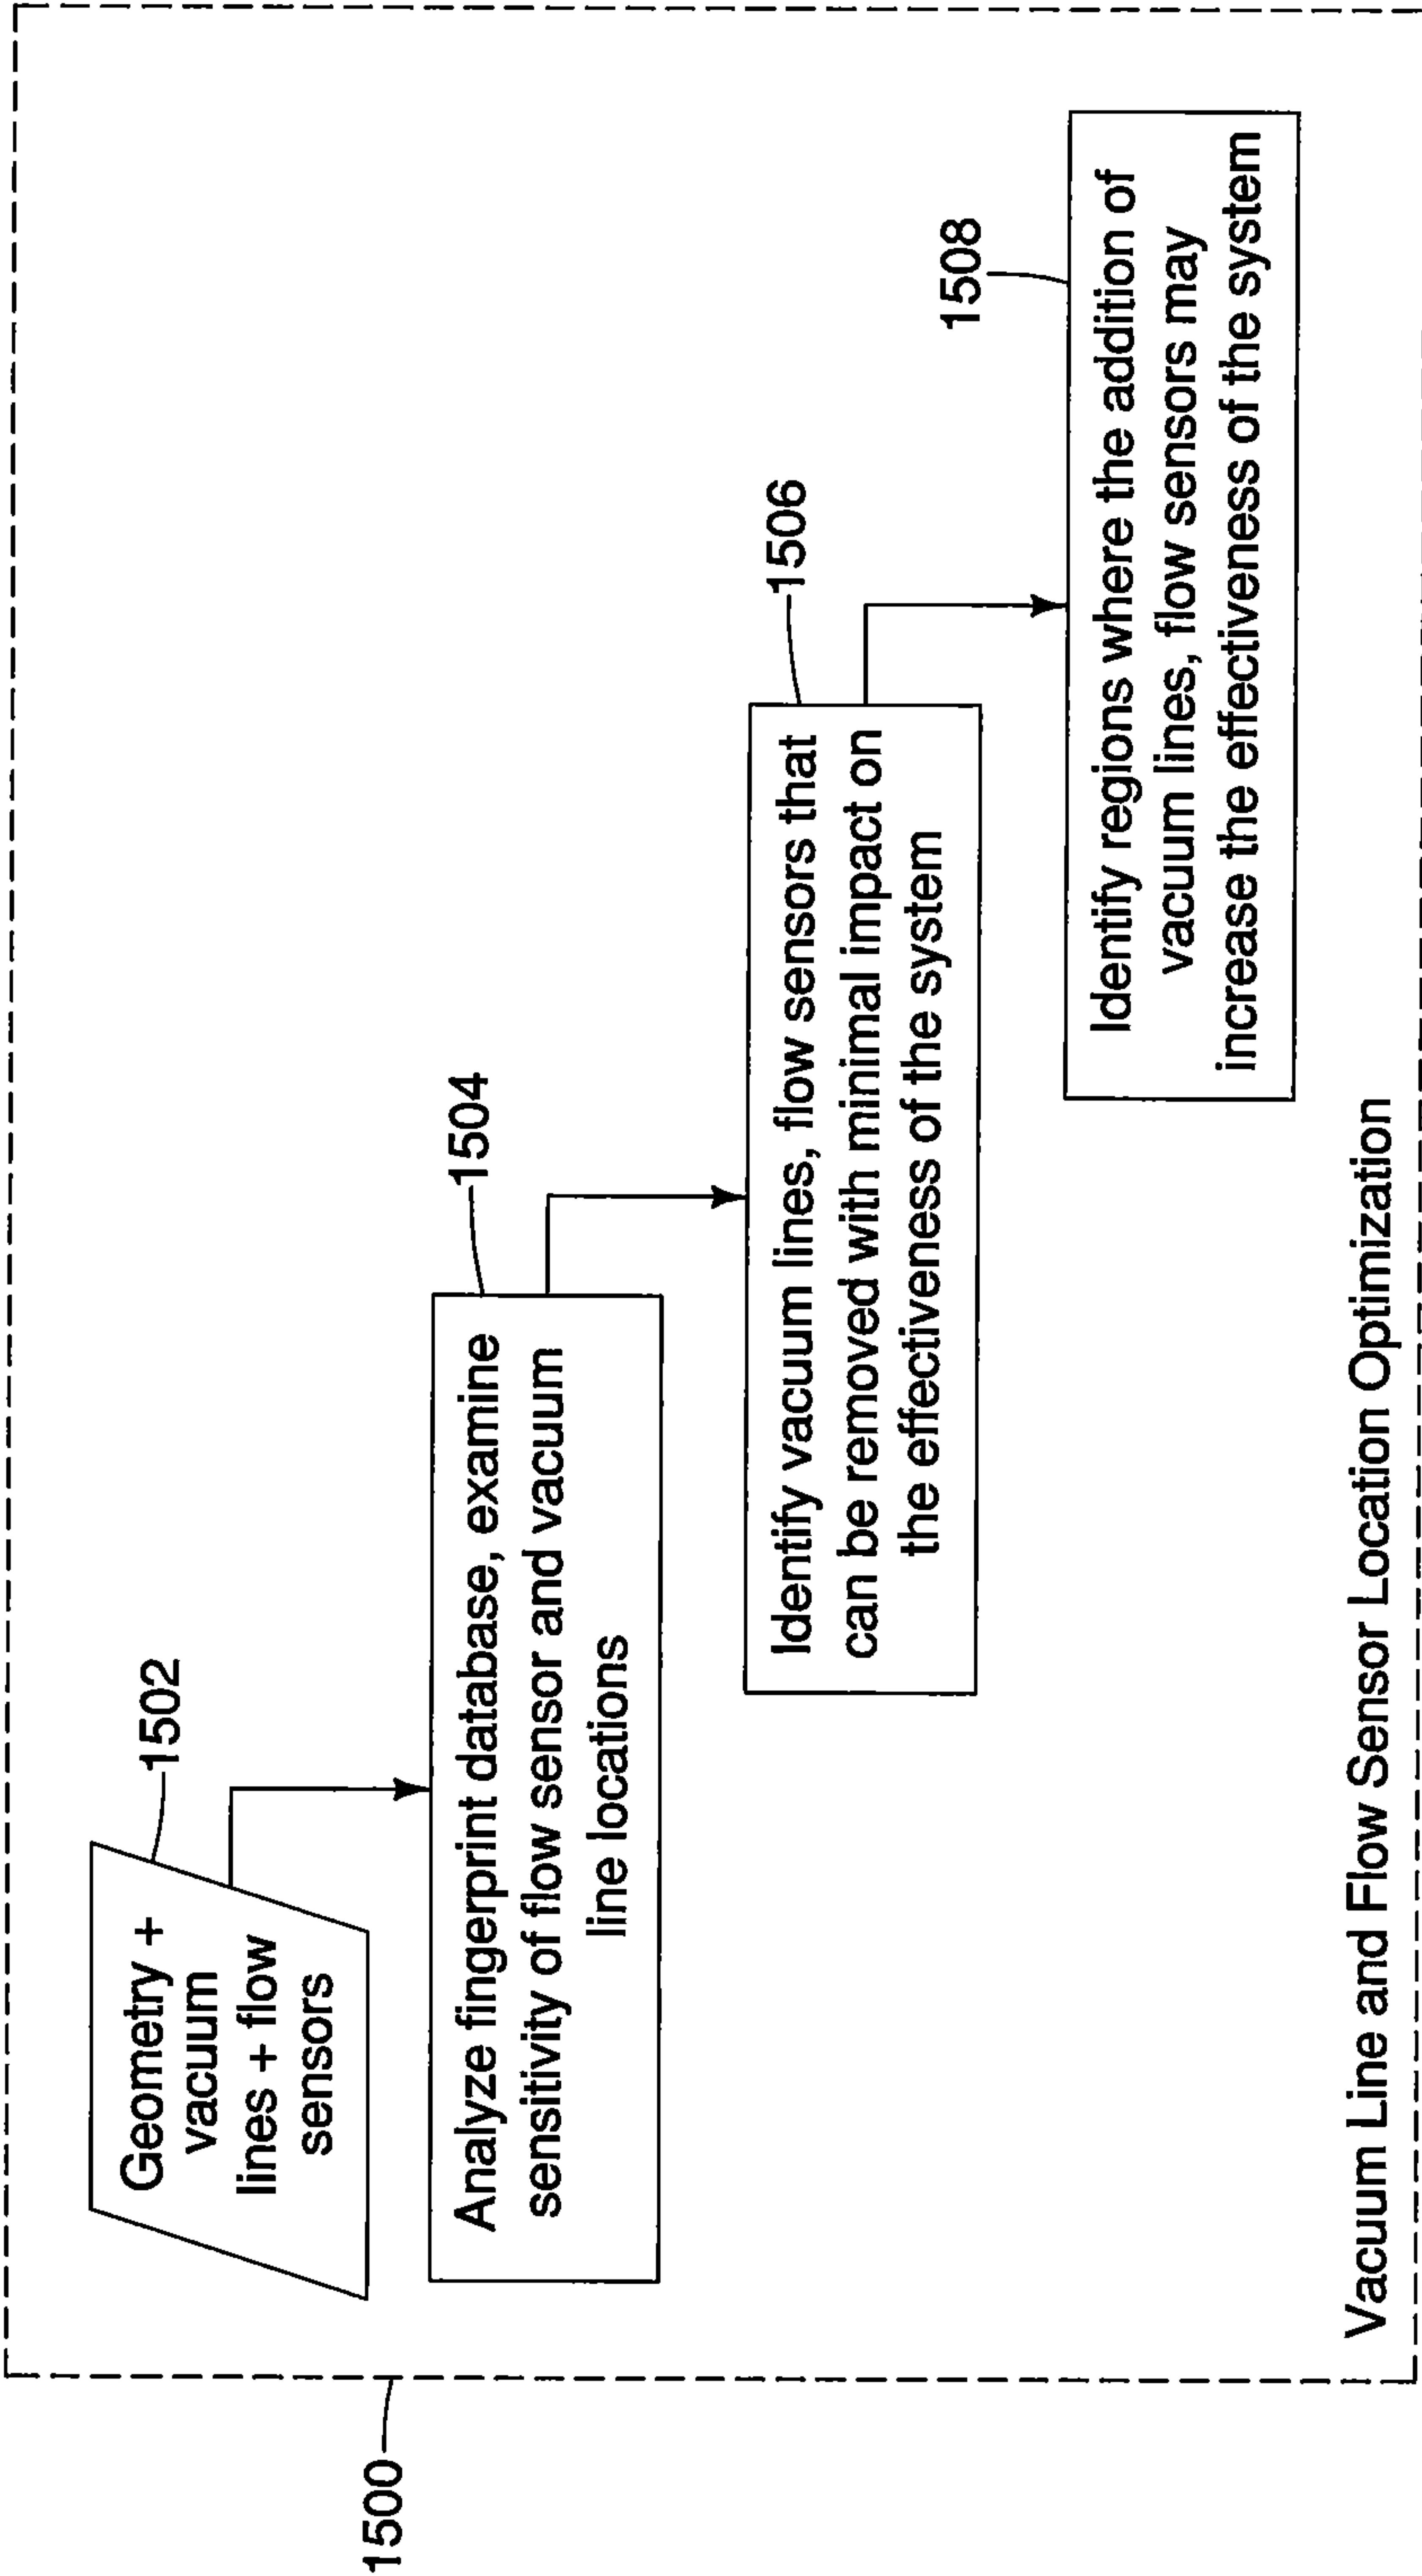 1500
1502
Geometry +
vacuum
lines + flow
sensors
1504
Analyze fingerprint database, examine
sensitivity of flow sensor and vacuum
line locations
1506
Identify vacuum lines, flow sensors that
can be removed with minimal impact on
the effectiveness of the system
1508
Identify regions where the addition of
vacuum lines, flow sensors may
increase the effectiveness of the system
Vacuum Line and Flow Sensor Location Optimization